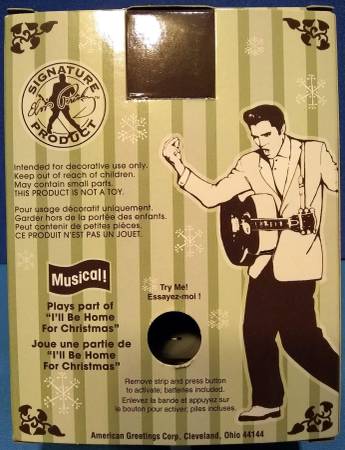 SIGNATURE
Elvis Presley
PRODUCT
Intended for decorative use only.
Keep out of reach of children.
May contain small parts.
THIS PRODUCT IS NOT A TOY.
Pour usage décoratif uniquement.
Garder hors de la portée des enfants.
Peut contenir de petites pièces.
CE PRODUIT N'EST PAS UN JOUET.
Musical!
Plays part of
"I'll Be Home
For Christmas"
Joue une partie de
"I'll Be Home
For Christmas"
Try Me!
Essayez-moi !
Remove strip and press button
to activate; batteries included.
Enlevez la bande et appuyez sur
le bouton pour activer; piles incluses.
American Greetings Corp. Cleveland, Ohio 44144